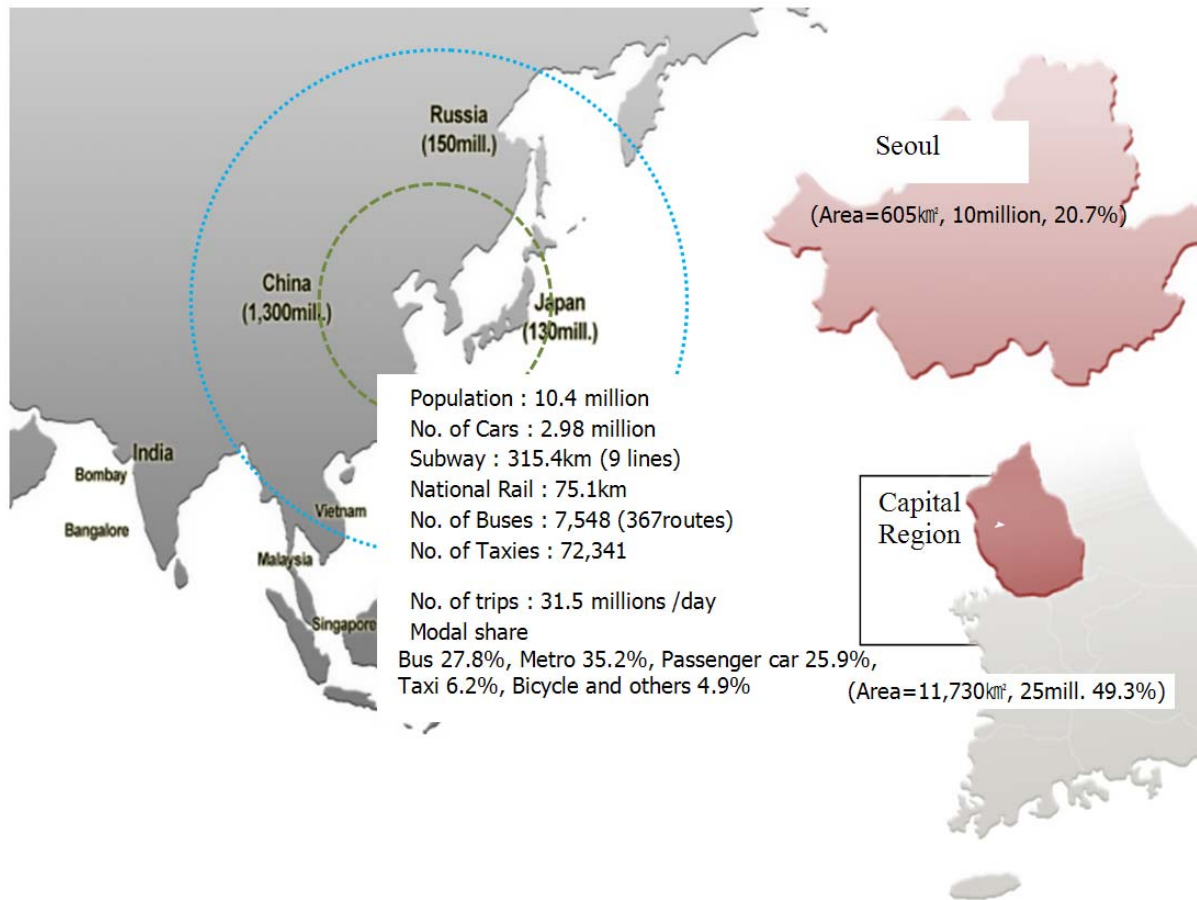 Russia
(150mill.)
China
(1,300mill.)
Japan
(130mill.)
India
Bombay
Bangalore
Vietnam
Malaysia
Singapore
Population : 10.4 million
No. of Cars : 2.98 million
Subway : 315.4km (9 lines)
National Rail : 75.1km
No. of Buses : 7,548 (367routes)
No. of Taxies : 72,341
No. of trips : 31.5 millions /day
Modal share
Bus 27.8%, Metro 35.2%, Passenger car 25.9%,
Taxi 6.2%, Bicycle and others 4.9%
Seoul
(Area=605㎢, 10million, 20.7%)
Capital
Region
(Area=11,730㎢, 25mill. 49.3%)